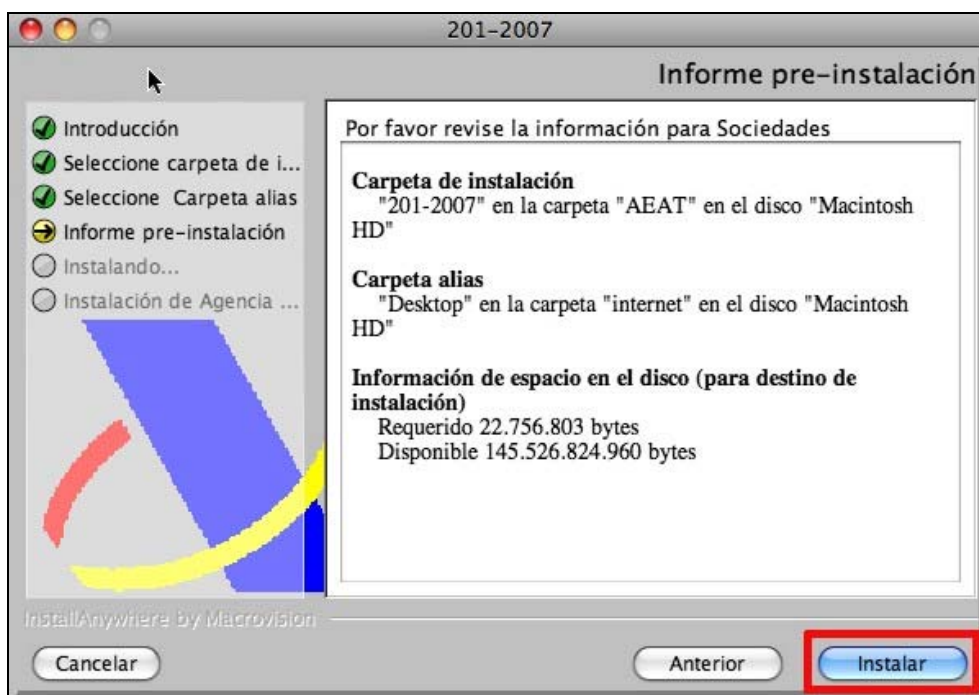 201-2007
Informe pre-instalación
Introducción
Seleccione carpeta de i...
Seleccione Carpeta alias
Informe pre-instalación
Instalando...
Instalación de Agencia ...
Por favor revise la información para Sociedades
Carpeta de instalación
"201-2007" en la carpeta "AEAT" en el disco "Macintosh
HD"
Carpeta alias
"Desktop" en la carpeta "internet" en el disco "Macintosh
HD"
Información de espacio en el disco (para destino de
instalación)
Requerido 22.756.803 bytes
Disponible 145.526.824.960 bytes
InstallAnywhere by Macrovision
Cancelar
Anterior
Instalar